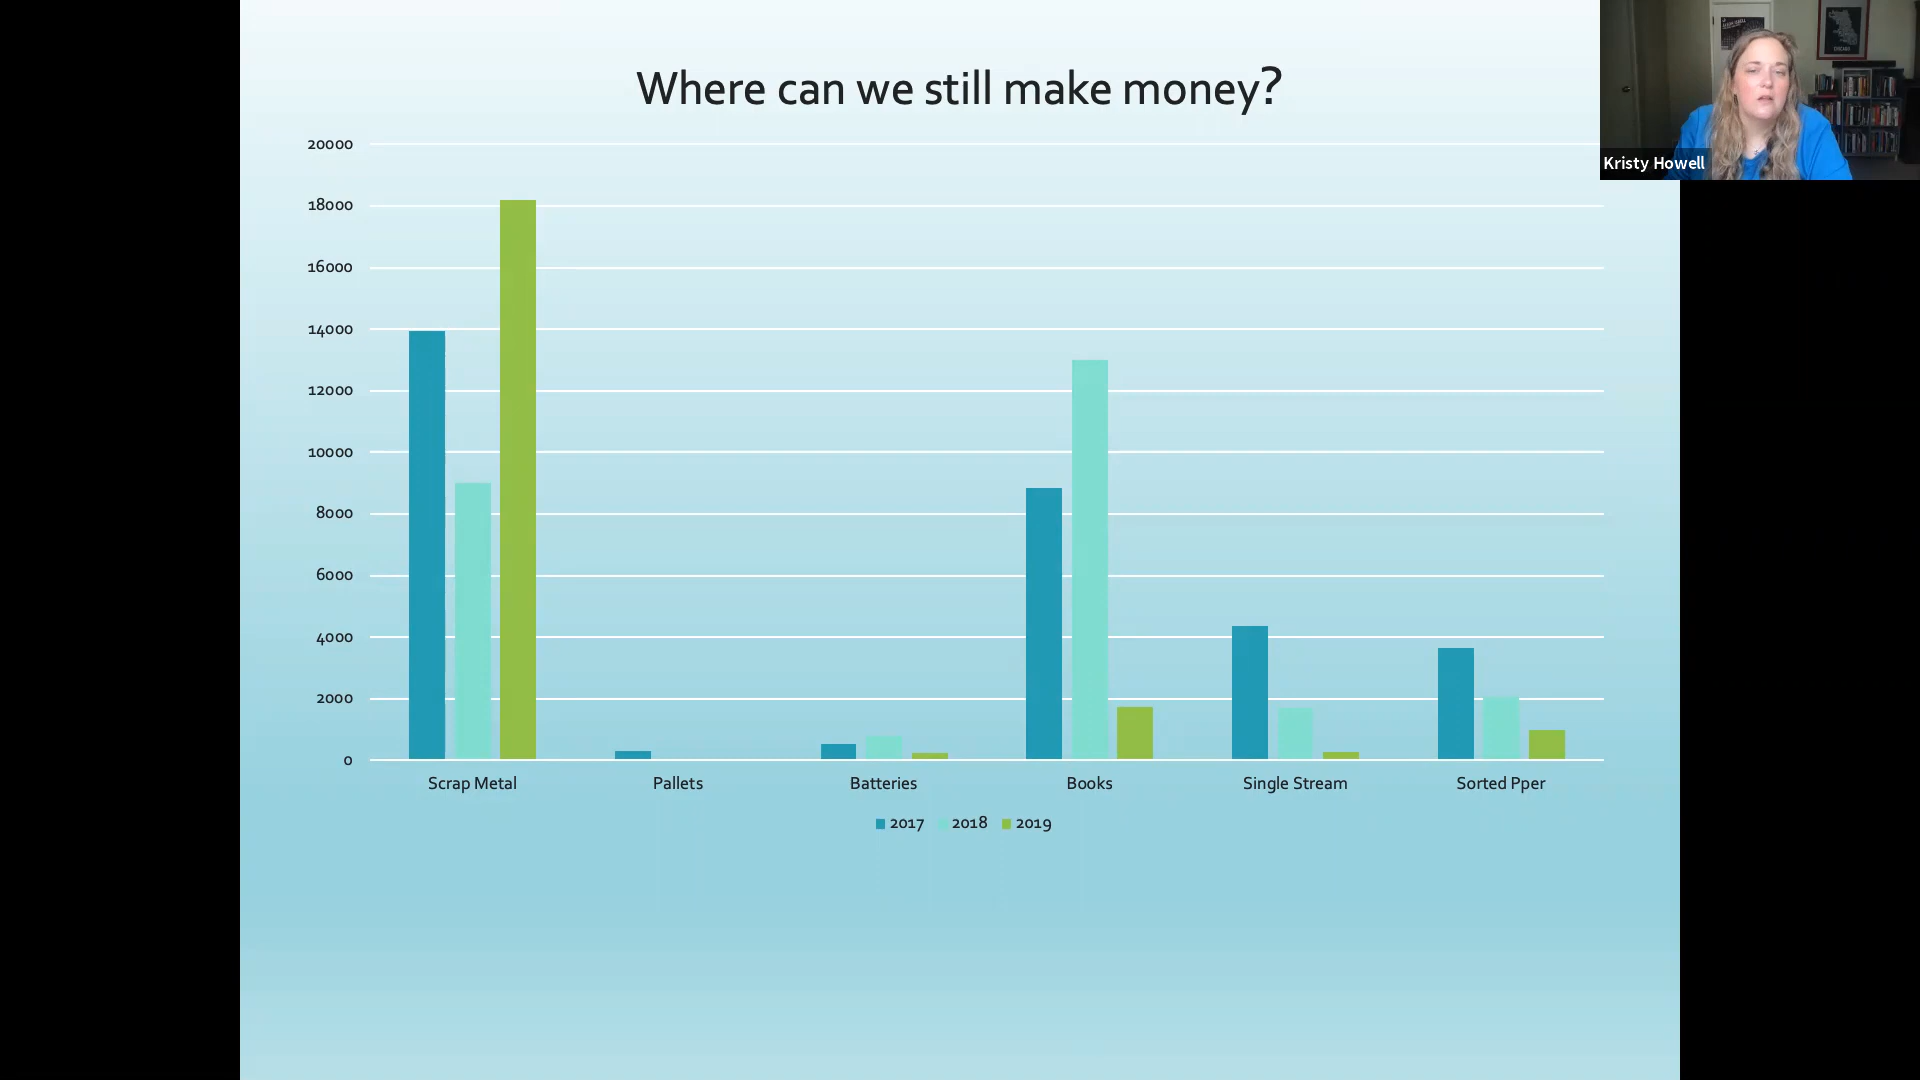 Where can we still make money?
20000
18000
16000
14000
12000
10000
8000
6000
4000
2000
0
Scrap Metal Pallets Batteries Books Single Stream Sorted Pper
2017 2018 2019
CHICAGO
Kristy Howell